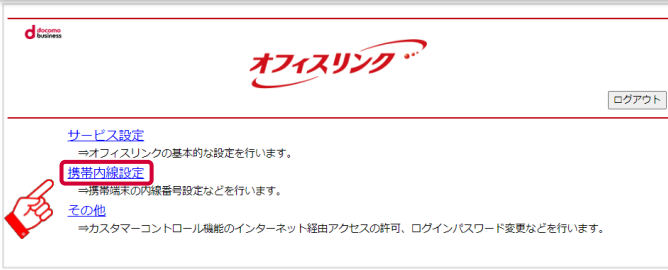 docomo
business
オフィスリンク
ログアウト
サービス設定
⇒オフィスリンクの基本的な設定を行います。
携帯内線設定
⇒携帯端末の内線番号設定などを行います。
その他
⇒カスタマーコントロール機能のインターネット経由アクセスの許可、ログインパスワード変更などを行います。